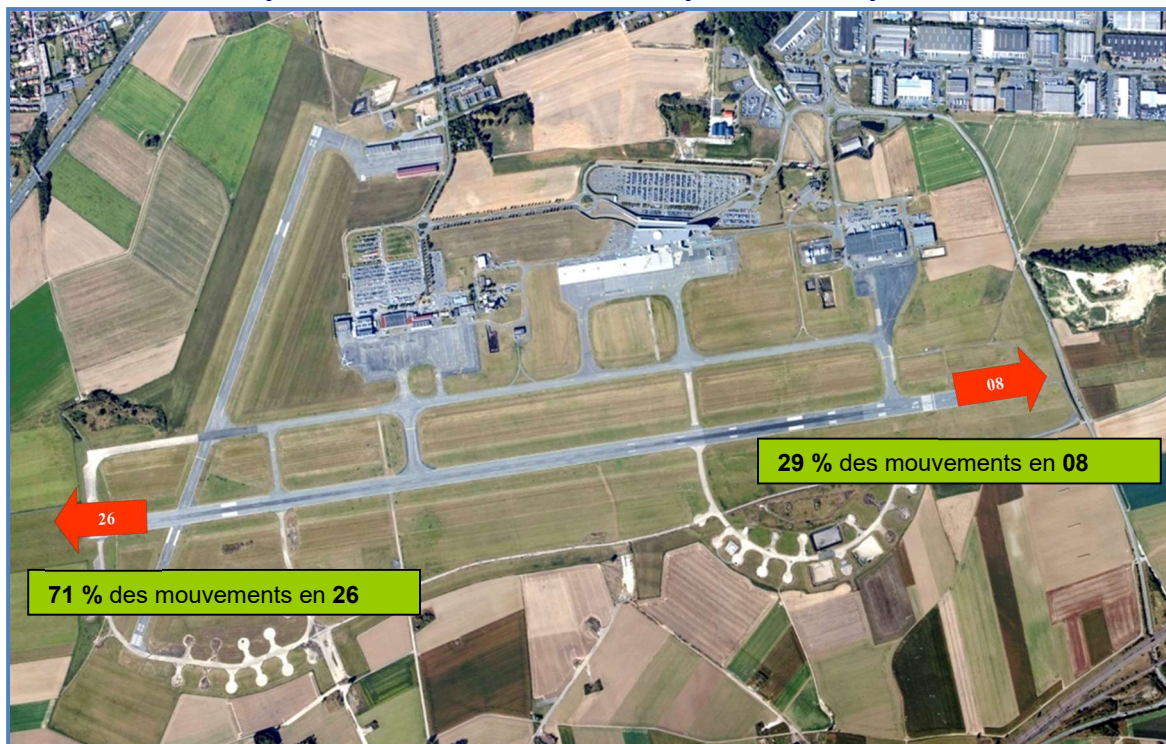 08
29 % des mouvements en 08
26
71 % des mouvements en 26